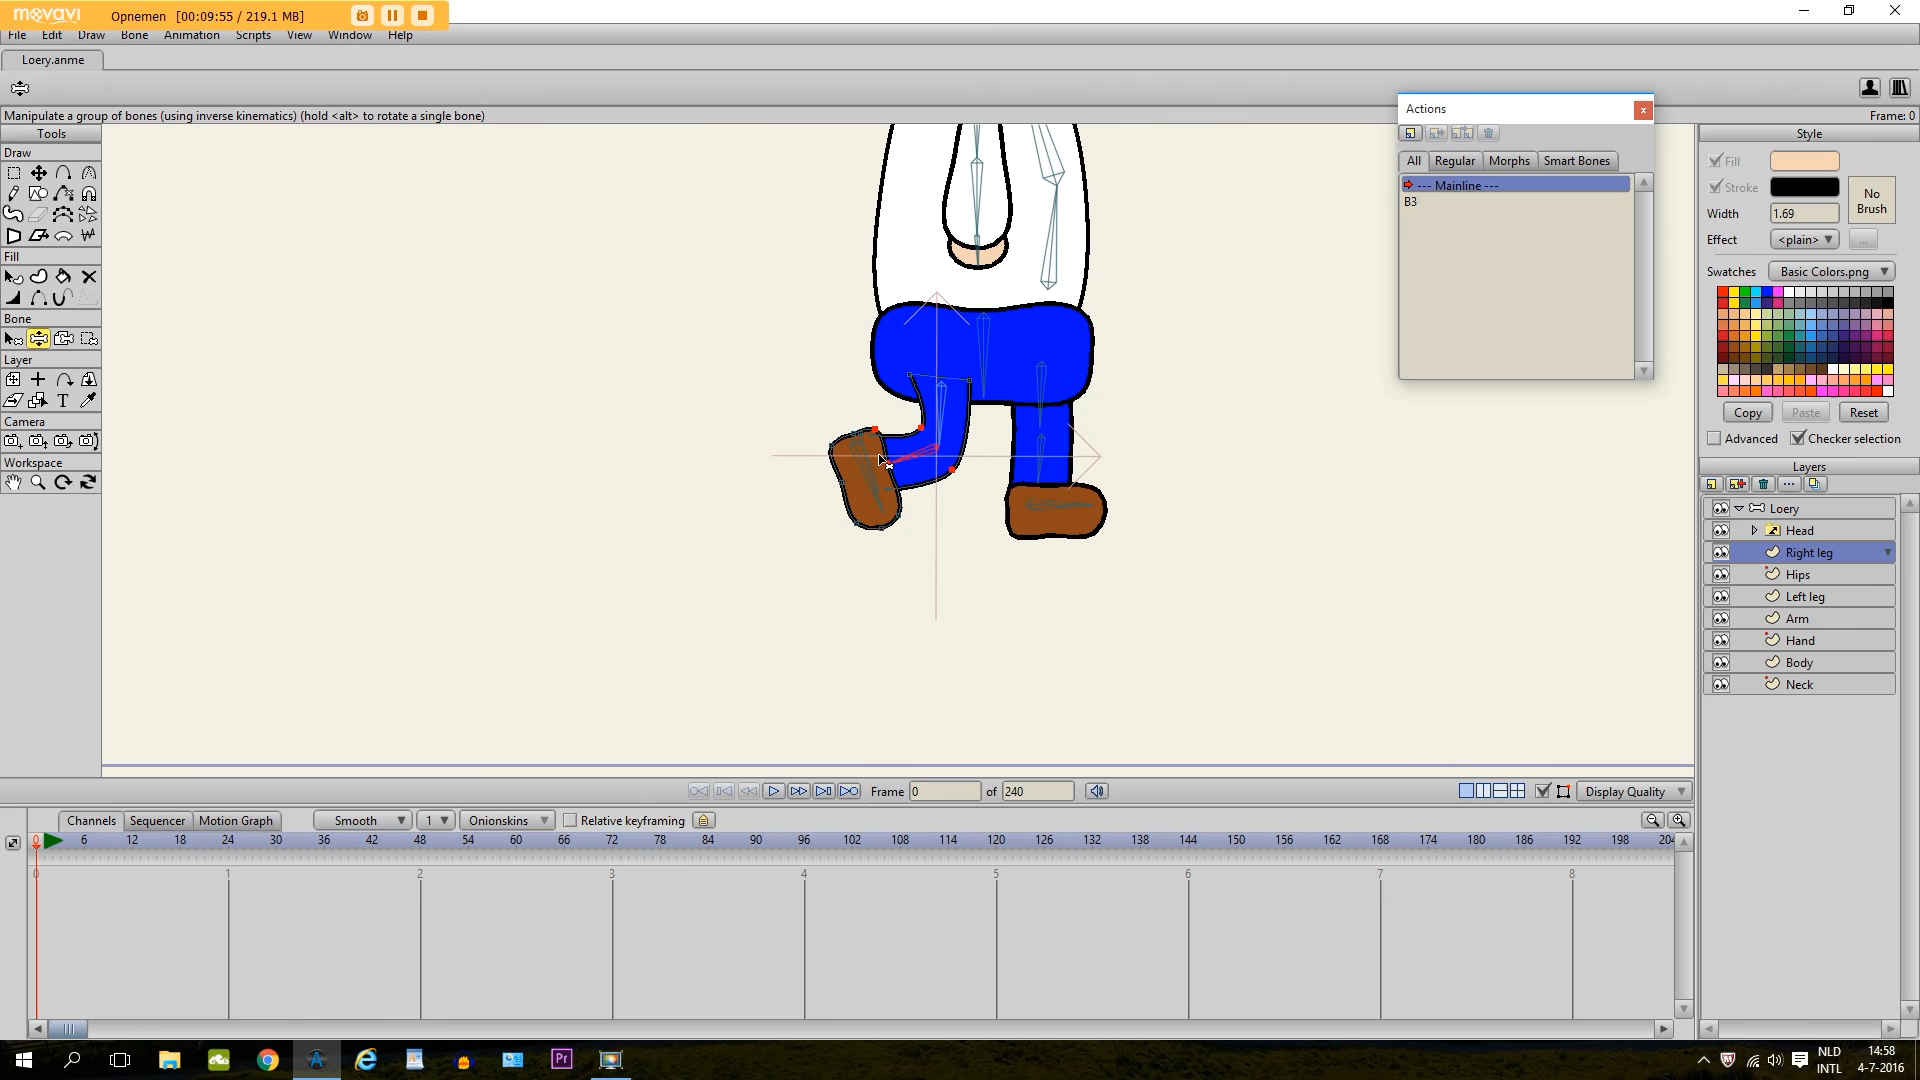 movavi Opnemen [00:09:55 / 219.1 MB]
File Edit Draw Bone Animation Scripts View Window Help
Loery.anme
Manipulate a group of bones (using inverse kinematics) (hold <alt> to rotate a single bone)
Frame: 0
Tools
Draw
Fill
Bone
Layer
Camera
Workspace
Actions
All Regular Morphs Smart Bones
--- Mainline ---
B3
Style
Fill
Stroke
No Brush
Width 1.69
Effect <plain> ...
Swatches Basic Colors.png
Copy Paste Reset
Advanced Checker selection
Layers
Loery
Head
Right leg
Hips
Left leg
Arm
Hand
Body
Neck
Frame 0 of 240 Display Quality
Channels Sequencer Motion Graph Smooth 1 Onionskins Relative keyframing
0 6 12 18 24 30 36 42 48 54 60 66 72 78 84 90 96 102 108 114 120 126 132 138 144 150 156 162 168 174 180 186 192 198 204
0 1 2 3 4 5 6 7 8
Pr
NLD 14:58
INTL 4-7-2016